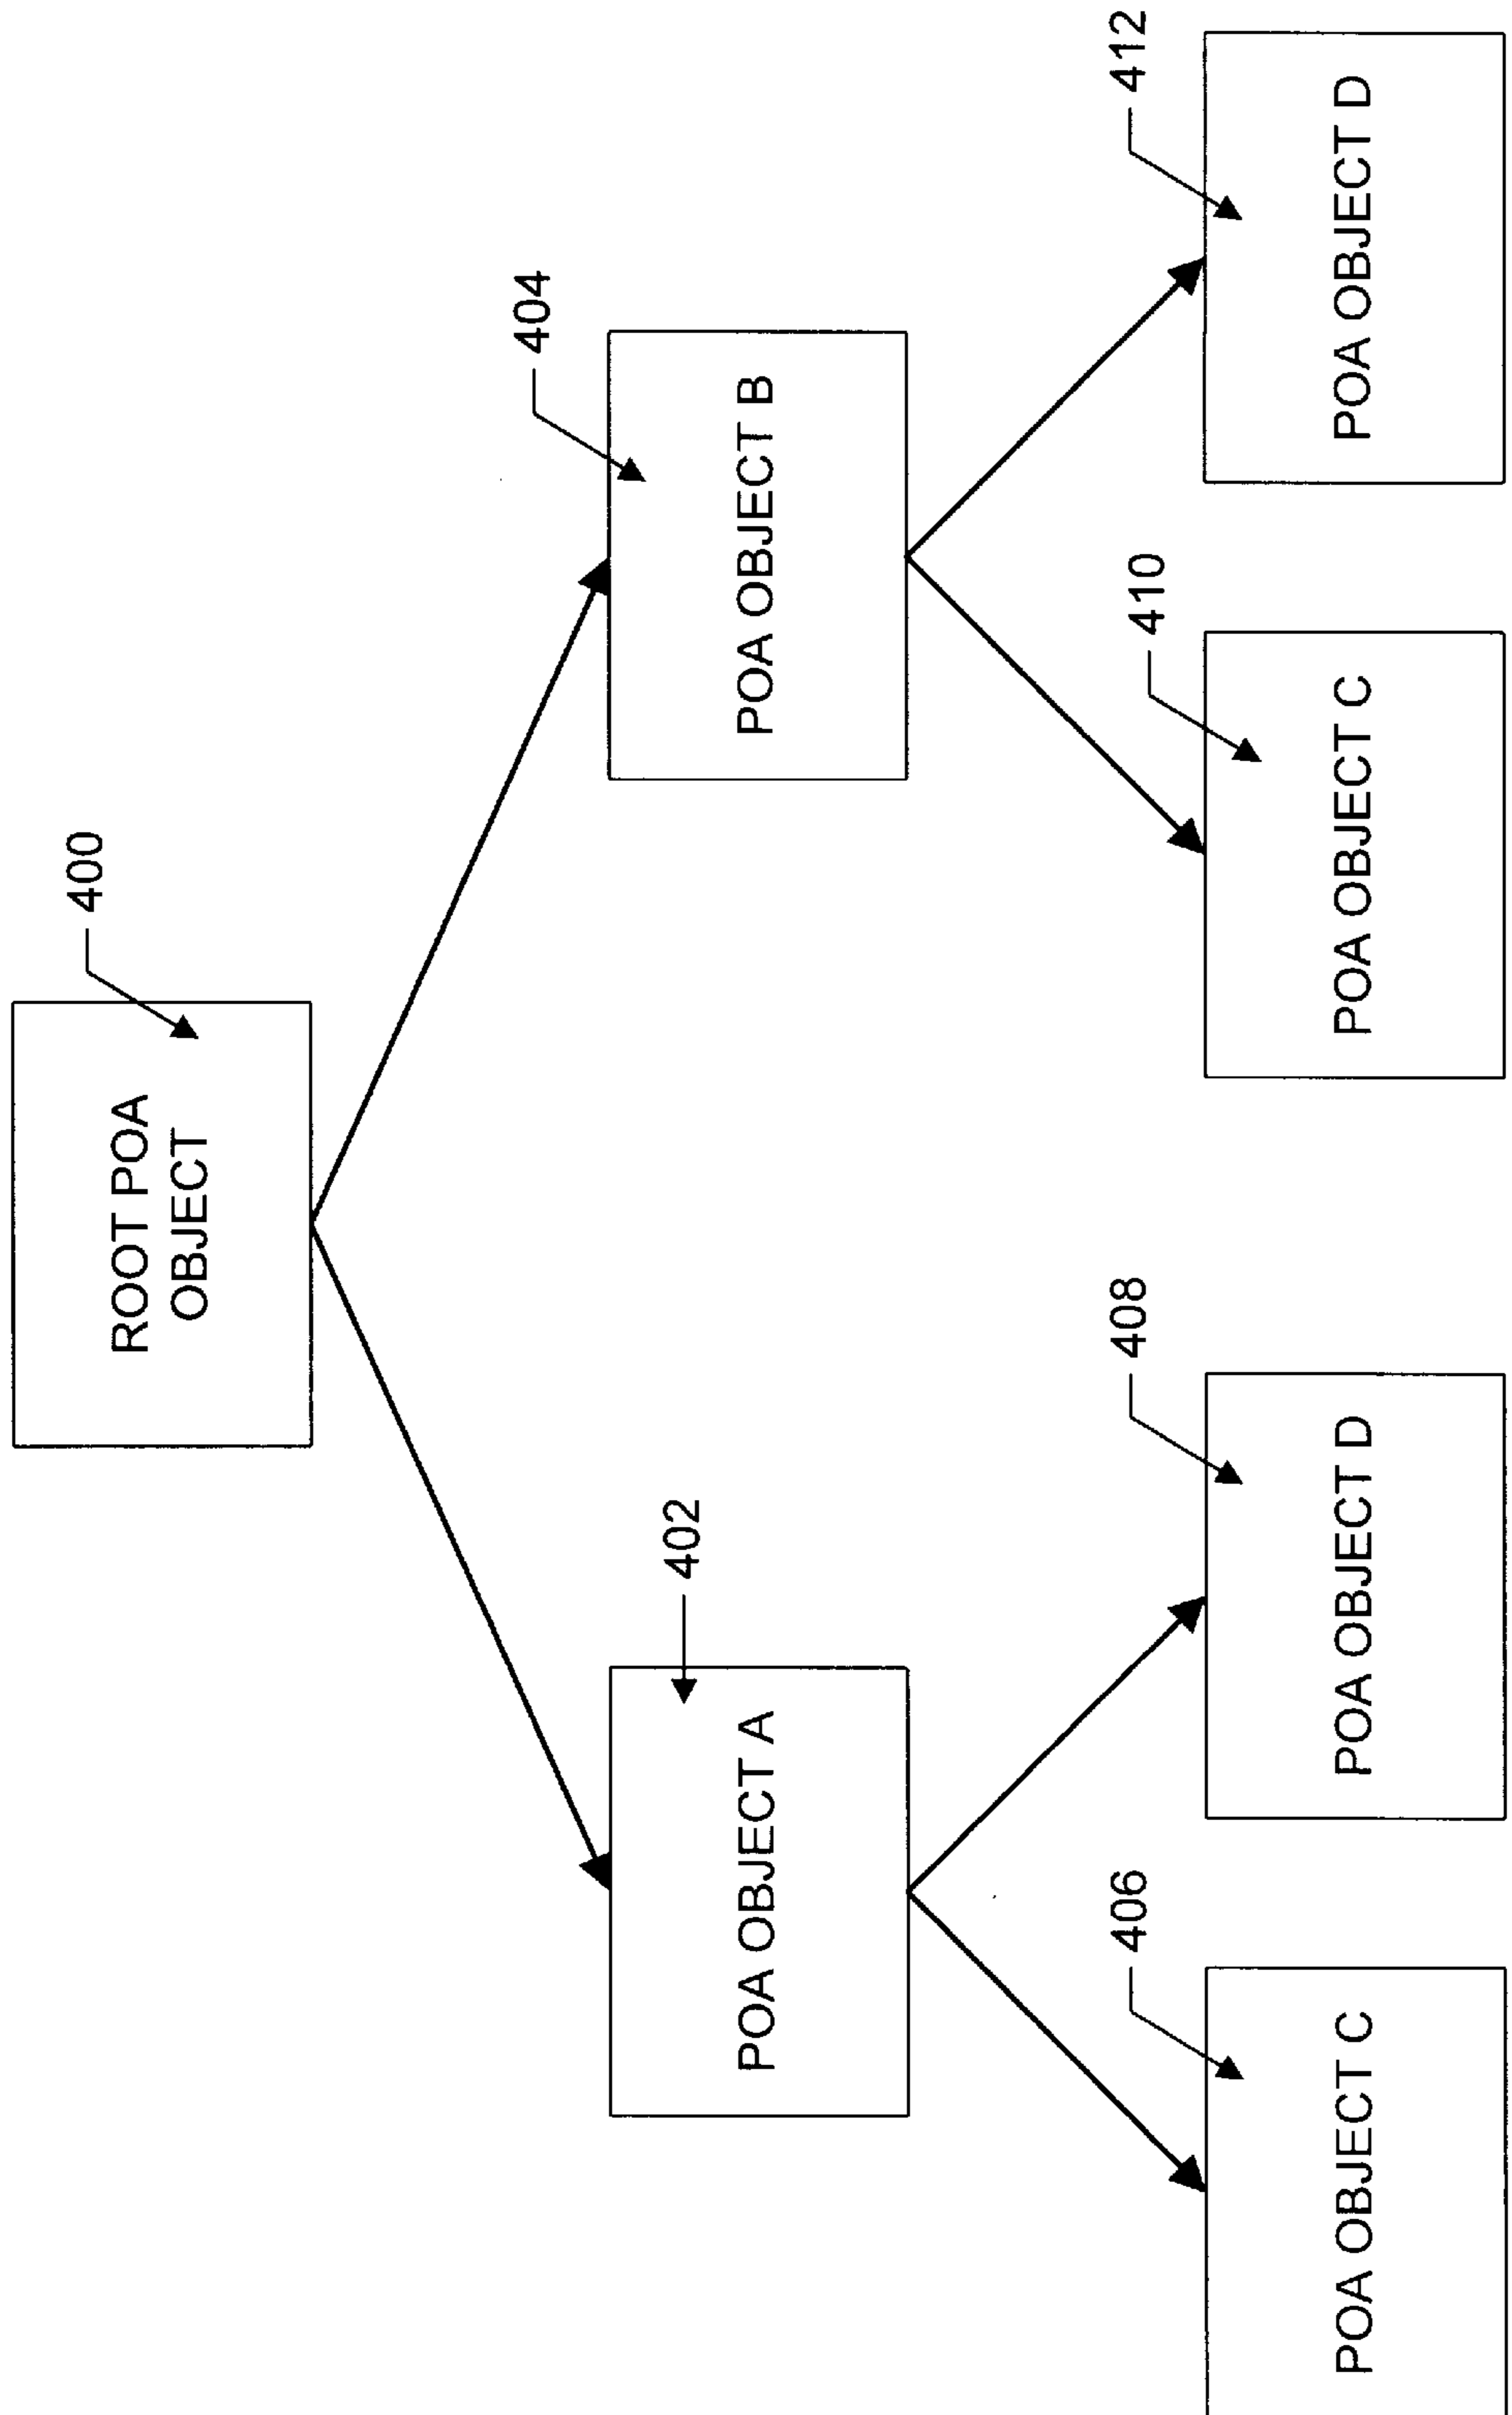 400
ROOT POA
OBJECT
402
POA OBJECT A
404
POA OBJECT B
406
POA OBJECT C
408
POA OBJECT D
410
POA OBJECT C
412
POA OBJECT D